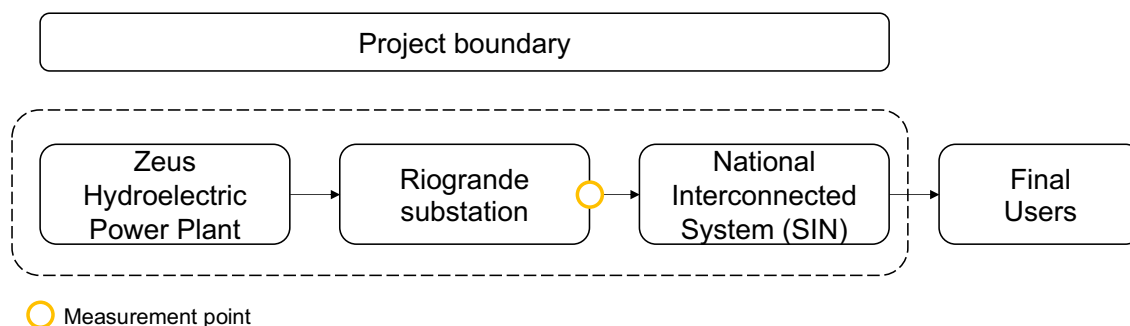 Project boundary
Zeus
Hydroelectric
Power Plant
Riogrande
substation
National
Interconnected
System (SIN)
Final
Users
Measurement point